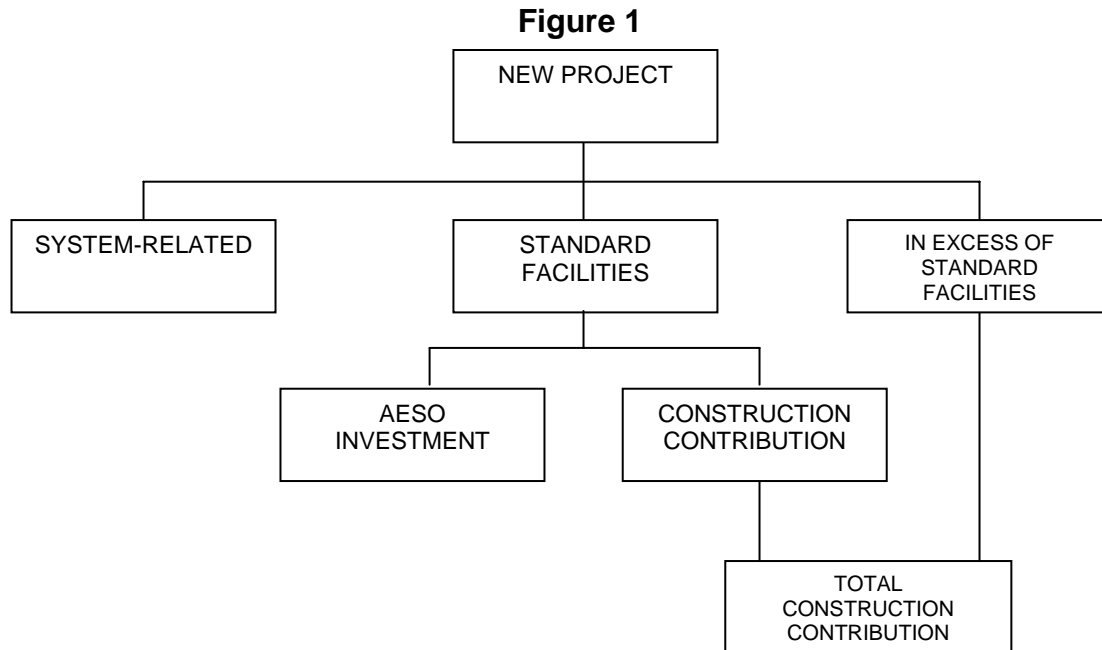 Figure 1
NEW PROJECT
SYSTEM-RELATED
STANDARD
FACILITIES
IN EXCESS OF
STANDARD
FACILITIES
AESO
INVESTMENT
CONSTRUCTION
CONTRIBUTION
TOTAL
CONSTRUCTION
CONTRIBUTION